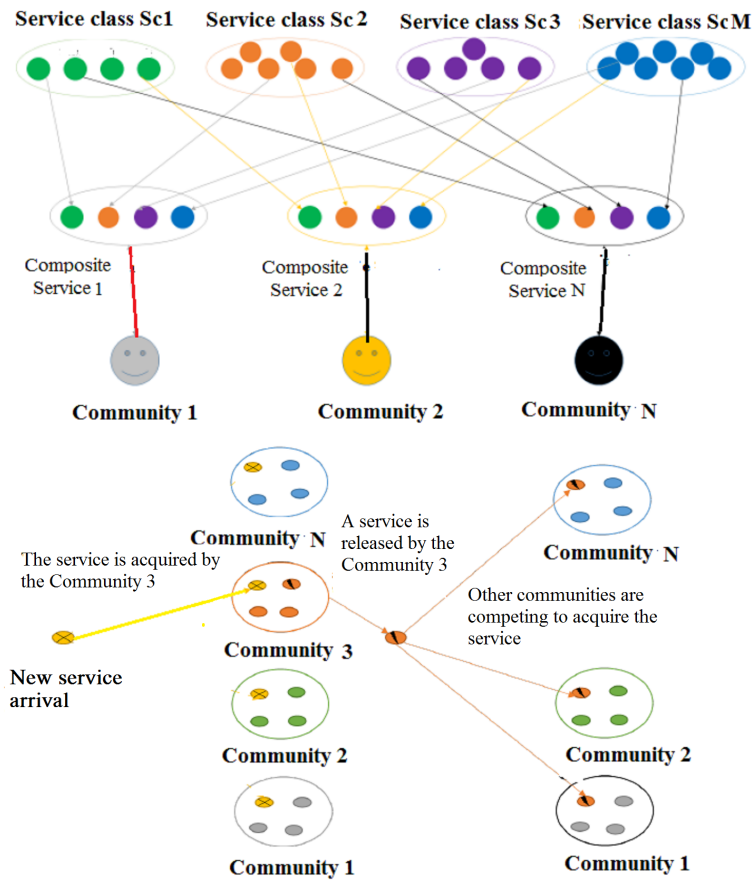 Service class Sc1
Service class Sc2
Service class Sc3
Service class ScM
Composite
Service 1
Composite
Service 2
Composite
Service N
Community 1
Community 2
Community N
Community N
The service is acquired by
the Community 3
A service is
released by the
Community 3
Community N
Other communities are
competing to acquire the
service
New service
arrival
Community 3
Community 2
Community 2
Community 1
Community 1